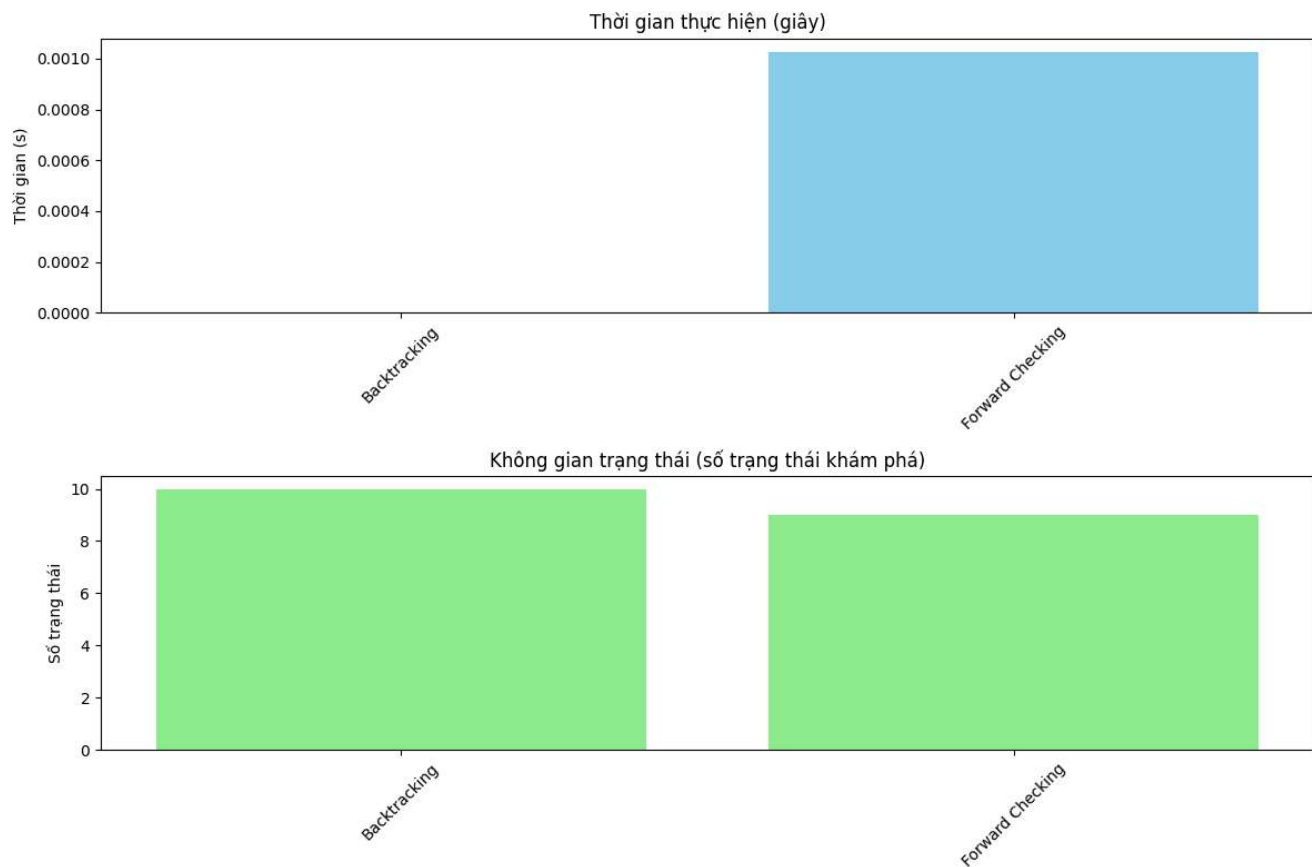 Thời gian thực hiện (giây)
Thời gian (s)
0.0010
0.0008
0.0006
0.0004
0.0002
0.0000
Backtracking
Forward Checking
Không gian trạng thái (số trạng thái khám phá)
Số trạng thái
10
8
6
4
2
0
Backtracking
Forward Checking